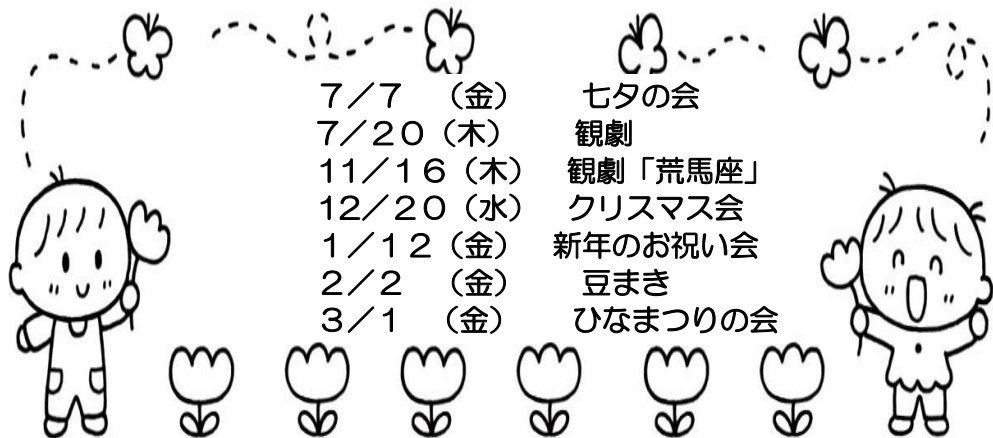 ７／７　（金）　　七夕の会
７／２０（木）　　観劇
１１／１６（木）　観劇「荒馬座」
１２／２０（水）　クリスマス会
１／１２（金）　新年のお祝い会
２／２　（金）　　豆まき
３／１　（金）　　ひなまつりの会